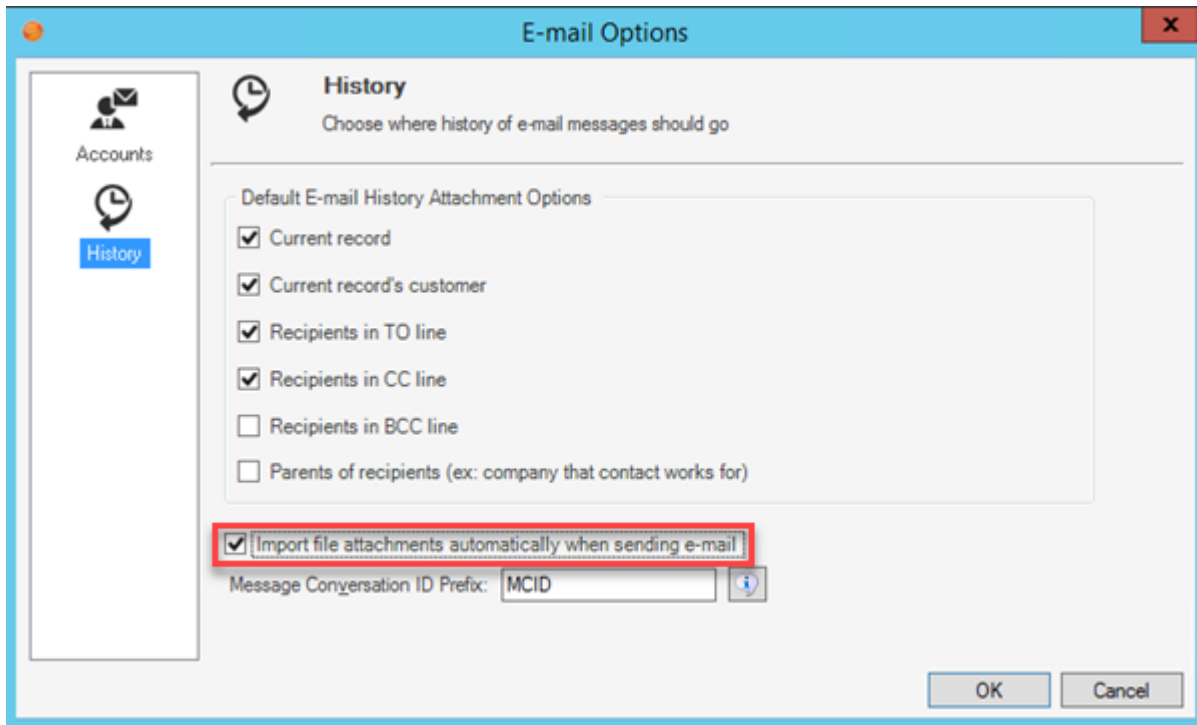 E-mail Options
x
Accounts
History
History
Choose where history of e-mail messages should go
Default E-mail History Attachment Options
Current record
Current record's customer
Recipients in TO line
Recipients in CC line
Recipients in BCC line
Parents of recipients (ex: company that contact works for)
Import file attachments automatically when sending e-mail
Message Conversation ID Prefix: MCID
OK Cancel